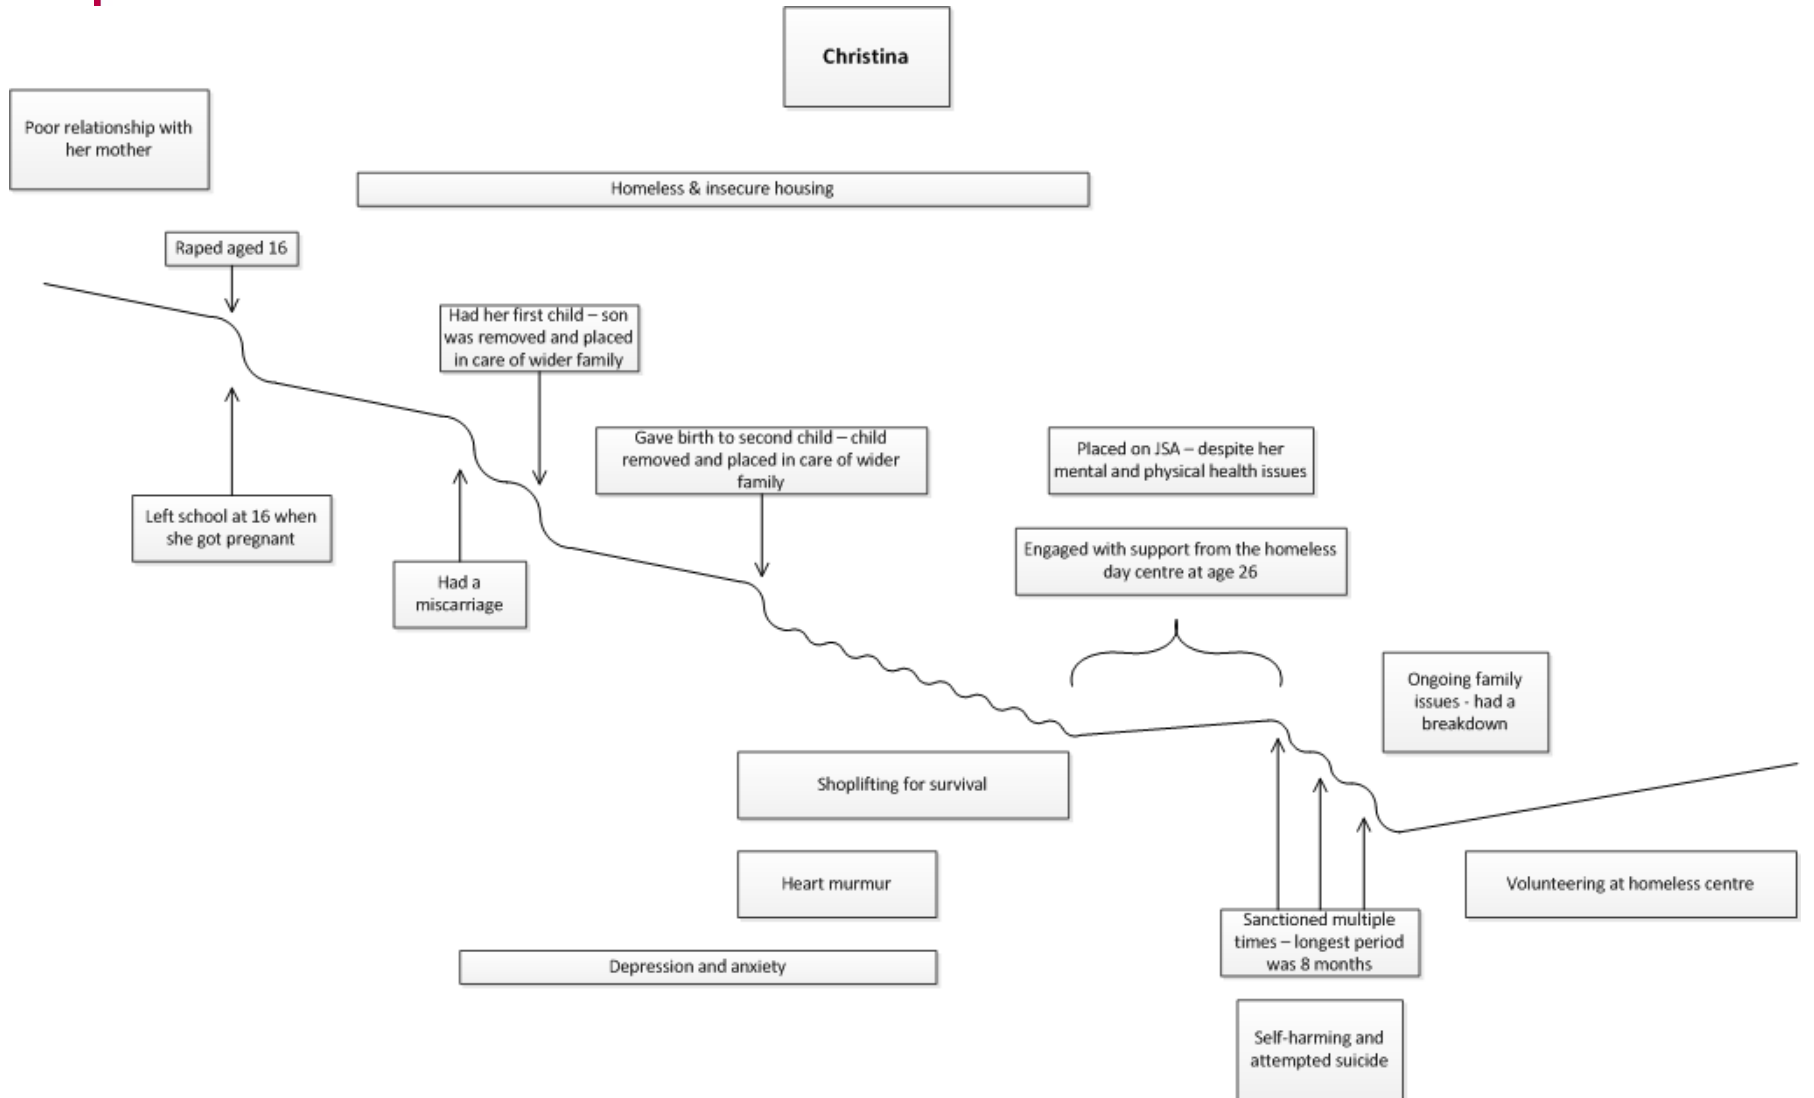 Christina
Poor relationship with
her mother
Homeless & insecure housing
Raped aged 16
Had her first child – son
was removed and placed
in care of wider family
Gave birth to second child – child
removed and placed in care of wider
family
Placed on JSA – despite her
mental and physical health issues
Left school at 16 when
she got pregnant
Engaged with support from the homeless
day centre at age 26
Had a
miscarriage
Ongoing family
issues - had a
breakdown
Shoplifting for survival
Heart murmur
Volunteering at homeless centre
Sanctioned multiple
times – longest period
was 8 months
Depression and anxiety
Self-harming and
attempted suicide